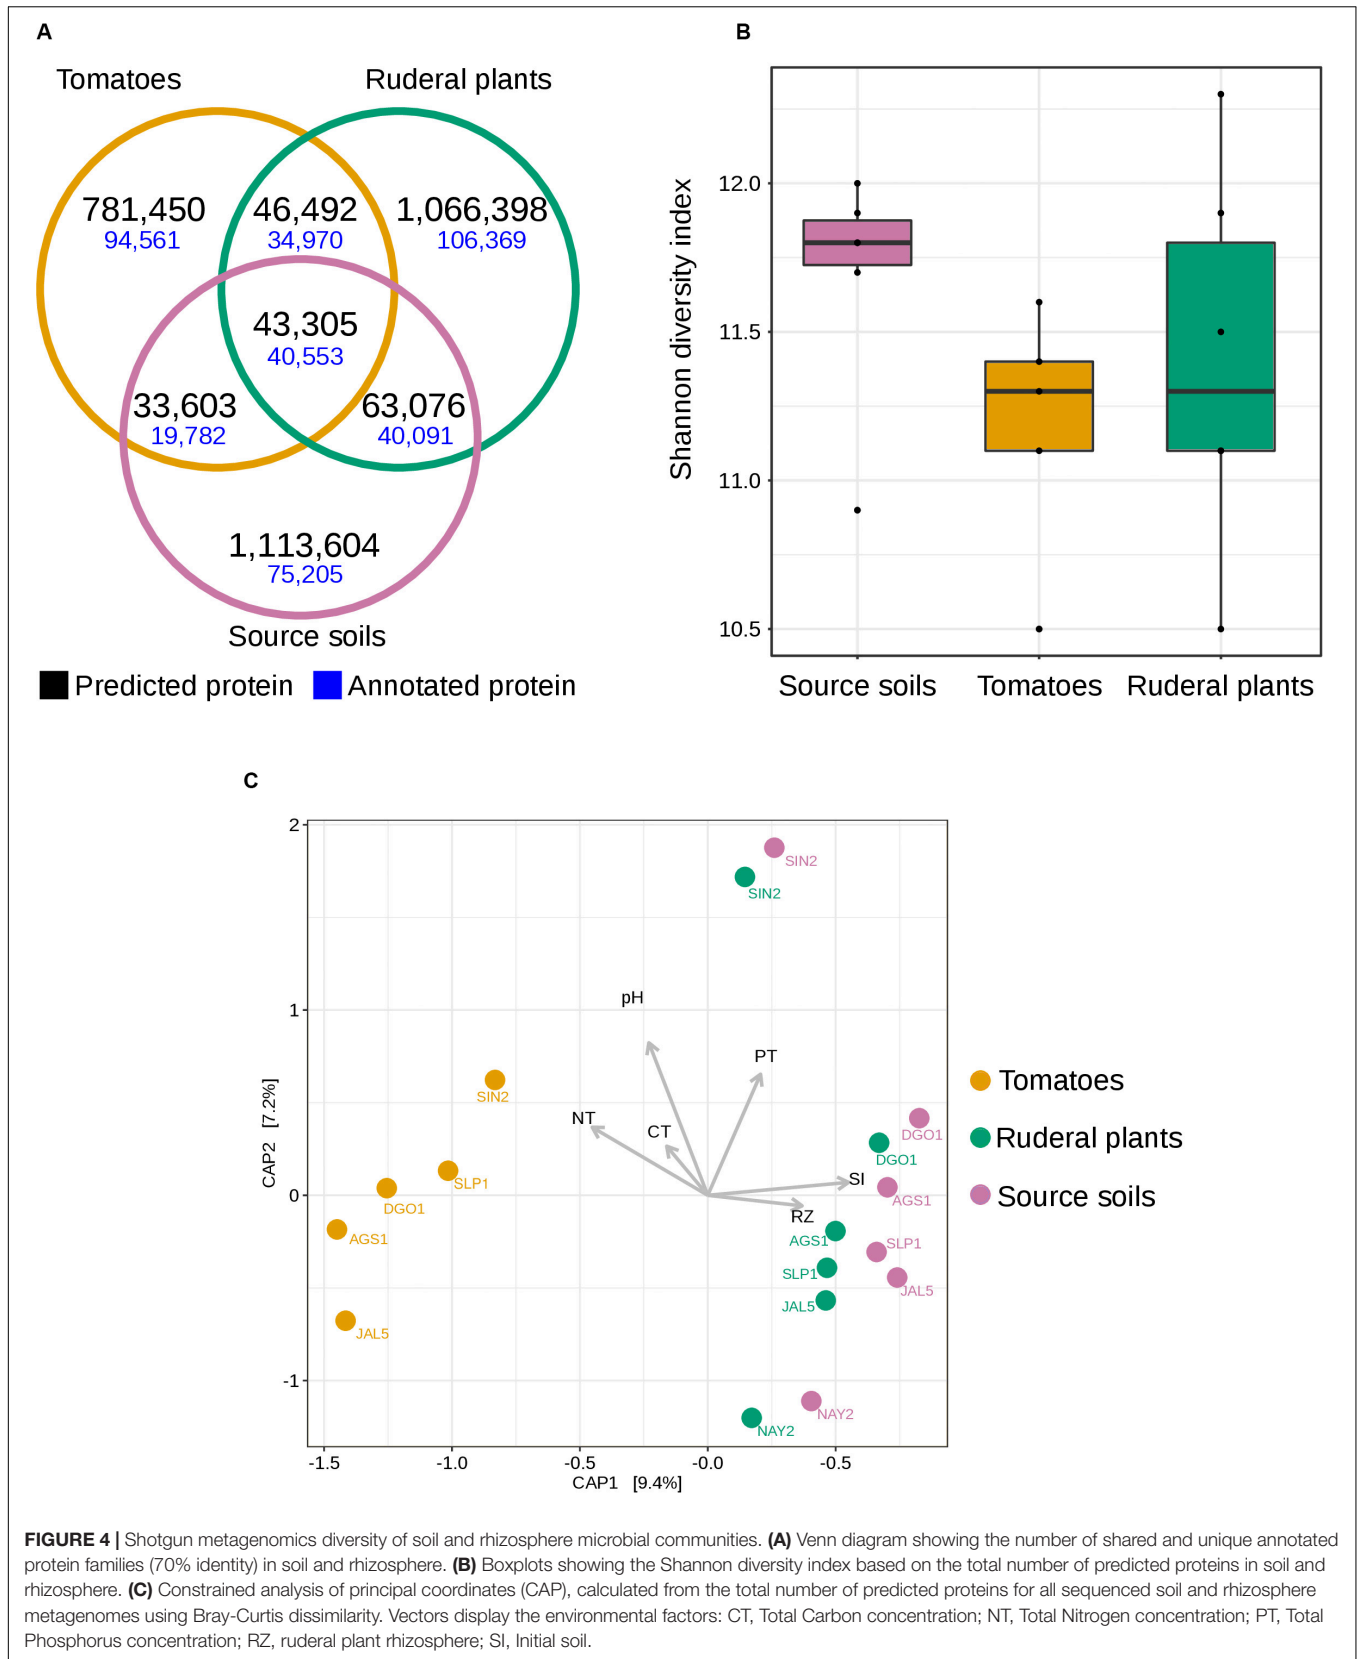 A
Tomatoes
Ruderal plants
781,450
94,561
46,492
34,970
1,066,398
106,369
43,305
40,553
33,603
19,782
63,076
40,091
1,113,604
75,205
Source soils
Predicted protein
Annotated protein
B
Shannon diversity index
12.0
11.5
11.0
10.5
Source soils
Tomatoes
Ruderal plants
C
CAP2 [7.2%]
2
1
0
-1
SIN2
SIN2
pH
PT
SIN2
NT
CT
DGO1
DGO1
SLP1
SI
AGS1
DGO1
RZ
AGS1
AGS1
SLP1
SLP1
JAL5
JAL5
JAL5
NAY2
NAY2
-1.5
-1.0
-0.5
-0.0
-0.5
CAP1 [9.4%]
Tomatoes
Ruderal plants
Source soils
FIGURE 4 | Shotgun metagenomics diversity of soil and rhizosphere microbial communities. (A) Venn diagram showing the number of shared and unique annotated
protein families (70% identity) in soil and rhizosphere. (B) Boxplots showing the Shannon diversity index based on the total number of predicted proteins in soil and
rhizosphere. (C) Constrained analysis of principal coordinates (CAP), calculated from the total number of predicted proteins for all sequenced soil and rhizosphere
metagenomes using Bray-Curtis dissimilarity. Vectors display the environmental factors: CT, Total Carbon concentration; NT, Total Nitrogen concentration; PT, Total
Phosphorus concentration; RZ, ruderal plant rhizosphere; SI, Initial soil.